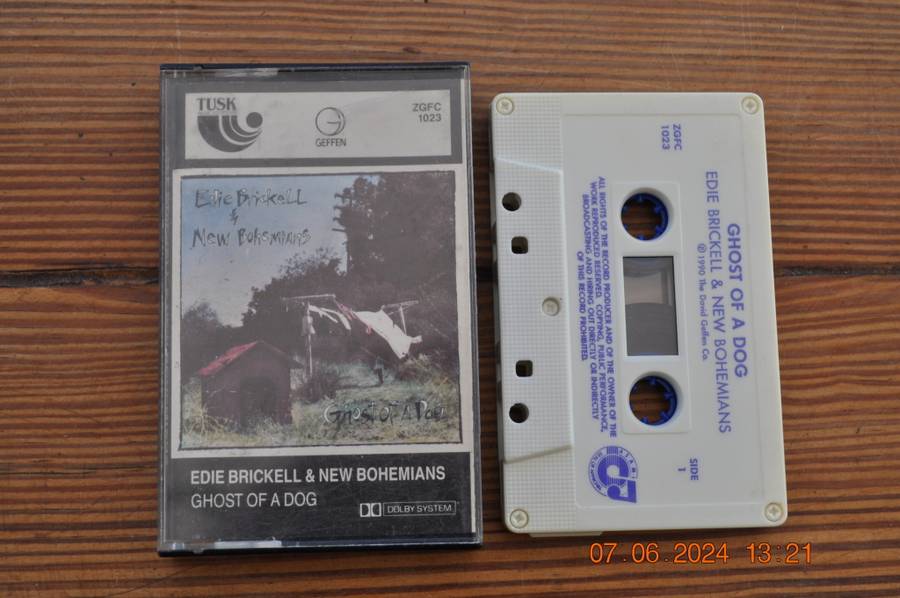 TUSK
GEFFEN
ZGFC
1023
Edie Brickell
&
New Bohemians
Ghost of a Dog
EDIE BRICKELL & NEW BOHEMIANS
GHOST OF A DOG
DOLBY SYSTEM
ZGFC
1023
GHOST OF A DOG
EDIE BRICKELL & NEW BOHEMIANS
℗ 1990 The David Geffen Co.
ALL RIGHTS OF THE RECORD PRODUCER AND OF THE OWNER OF THE
WORK REPRODUCED RESERVED. COPYING, PUBLIC PERFORMANCE,
BROADCASTING AND HIRING OUT DIRECTLY OR INDIRECTLY
OF THIS RECORD PROHIBITED.
SIDE
1
07.06.2024 13:21